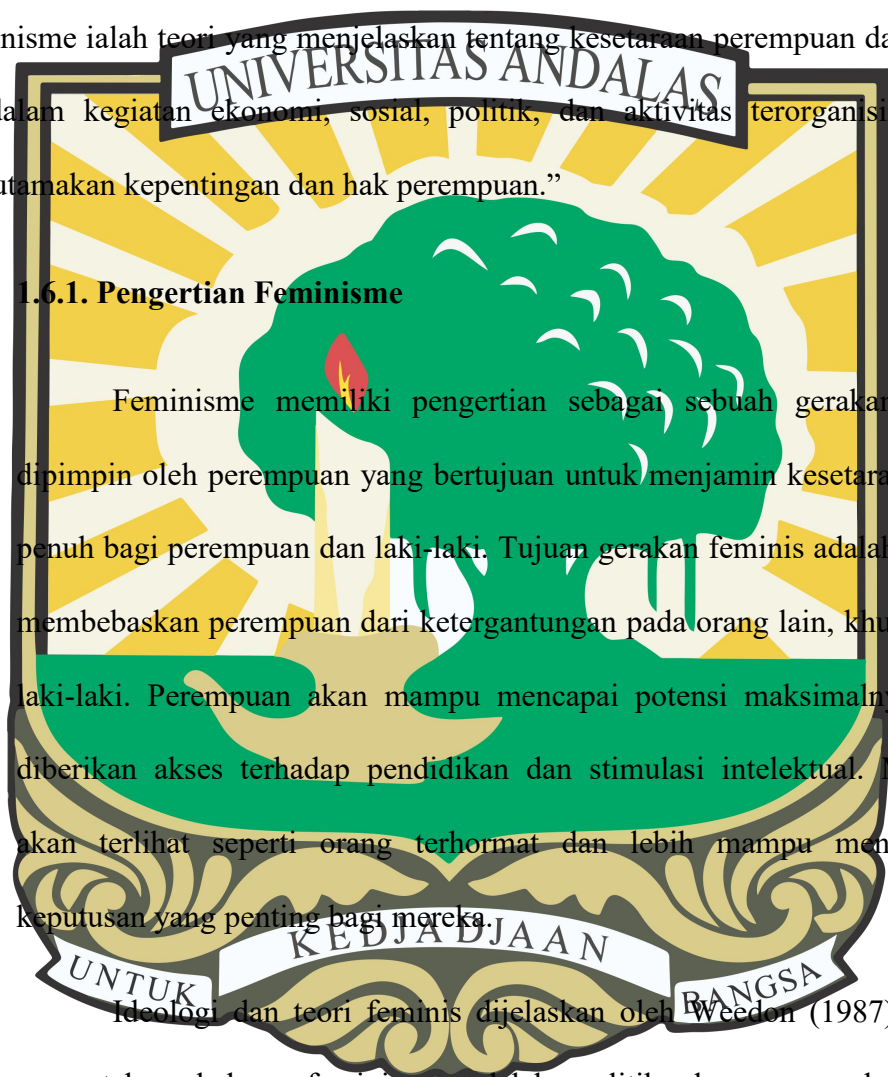 nisme ialah teori yang menjelaskan tentang kesetaraan perempuan da
UNIVERSITAS ANDALAS
dalam kegiatan ekonomi, sosial, politik, dan aktivitas terorganisi
utamakan kepentingan dan hak perempuan.”
1.6.1. Pengertian Feminisme
Feminisme memiliki pengertian sebagai sebuah gerakan
dipimpin oleh perempuan yang bertujuan untuk menjamin kesetara
penuh bagi perempuan dan laki-laki. Tujuan gerakan feminis adalah
membebaskan perempuan dari ketergantungan pada orang lain, khu
laki-laki. Perempuan akan mampu mencapai potensi maksimalny
diberikan akses terhadap pendidikan dan stimulasi intelektual. M
akan terlihat seperti orang terhormat dan lebih mampu men
keputusan yang penting bagi mereka.
UNTUK KEDJADJAAN BANGSA
Ideologi dan teori feminis dijelaskan oleh Weedon (1987)